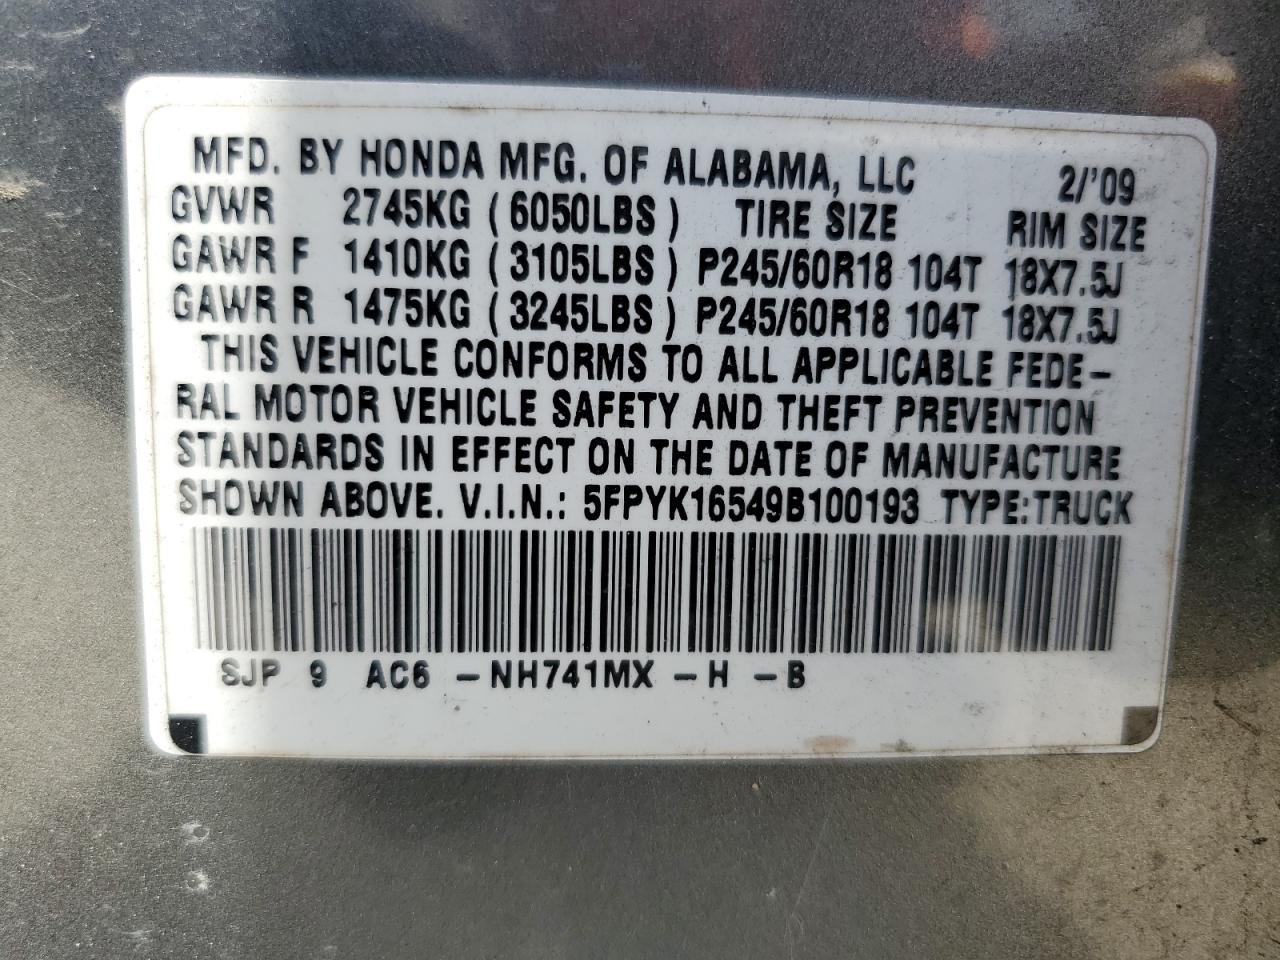 MFD. BY HONDA MFG. OF ALABAMA, LLC 2/'09
GVWR 2745KG (6050LBS) TIRE SIZE RIM SIZE
GAWR F 1410KG (3105LBS) P245/60R18 104T 18X7.5J
GAWR R 1475KG (3245LBS) P245/60R18 104T 18X7.5J
THIS VEHICLE CONFORMS TO ALL APPLICABLE FEDE-
RAL MOTOR VEHICLE SAFETY AND THEFT PREVENTION
STANDARDS IN EFFECT ON THE DATE OF MANUFACTURE
SHOWN ABOVE. V.I.N.: 5FPYK16549B100193 TYPE:TRUCK
SJP 9 AC6 -NH741MX -H -B